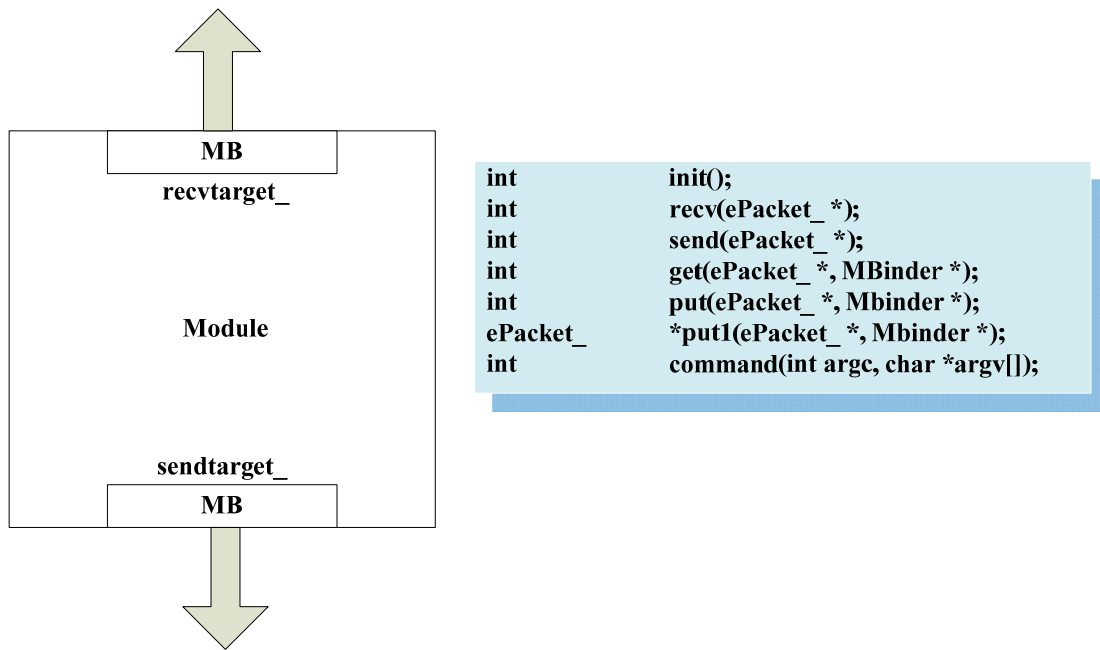 MB
recvtarget_
Module
sendtarget_
MB
int init();
int recv(ePacket_ *);
int send(ePacket_ *);
int get(ePacket_ *, MBinder *);
int put(ePacket_ *, Mbinder *);
ePacket_ *put1(ePacket_ *, Mbinder *);
int command(int argc, char *argv[]);